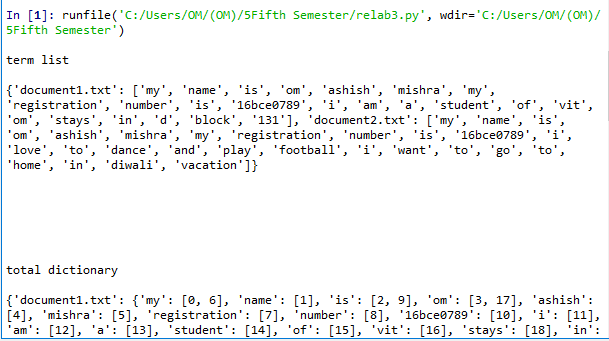 In [1]: runfile('C:/Users/OM/(OM)/5Fifth Semester/relab3.py', wdir='C:/Users/OM/(OM)/
5Fifth Semester')
term list
{'document1.txt': ['my', 'name', 'is', 'om', 'ashish', 'mishra', 'my',
'registration', 'number', 'is', '16bce0789', 'i', 'am', 'a', 'student', 'of', 'vit',
'om', 'stays', 'in', 'd', 'block', '131'], 'document2.txt': ['my', 'name', 'is',
'om', 'ashish', 'mishra', 'my', 'registration', 'number', 'is', '16bce0789', 'i',
'love', 'to', 'dance', 'and', 'play', 'football', 'i', 'want', 'to', 'go', 'to',
'home', 'in', 'diwali', 'vacation']}
total dictionary
{'document1.txt': {'my': [0, 6], 'name': [1], 'is': [2, 9], 'om': [3, 17], 'ashish':
[4], 'mishra': [5], 'registration': [7], 'number': [8], '16bce0789': [10], 'i': [11],
'am': [12], 'a': [13], 'student': [14], 'of': [15], 'vit': [16], 'stays': [18], 'in':